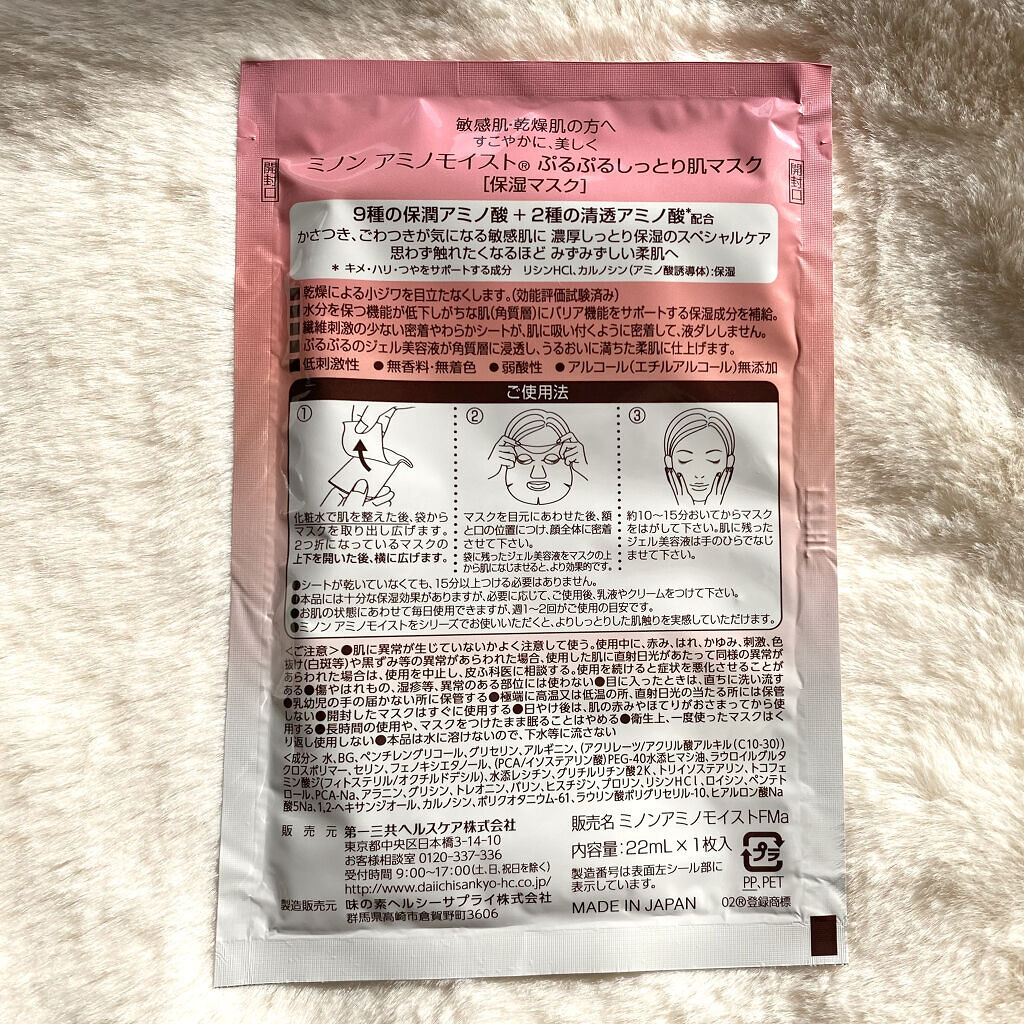 敏感肌・乾燥肌の方へ
すこやかに、美しく
ミノン アミノモイスト® ぷるぷるしっとり肌マスク
[保湿マスク]
開封口
開封口
9種の保潤アミノ酸 + 2種の清透アミノ酸*配合
かさつき、ごわつきが気になる敏感肌に 濃厚しっとり保湿のスペシャルケア
思わず触れたくなるほど みずみずしい柔肌へ
* キメ・ハリ・つやをサポートする成分 リシンHCl、カルノシン(アミノ酸誘導体):保湿
■乾燥による小ジワを目立たなくします。(効能評価試験済み)
■水分を保つ機能が低下しがちな肌(角質層)にバリア機能をサポートする保湿成分を補給。
■繊維刺激の少ない密着やわらかシートが、肌に吸い付くように密着して、液ダレしません。
■ぷるぷるのジェル美容液が角質層に浸透し、うるおいに満ちた柔肌に仕上げます。
■低刺激性 ●無香料・無着色 ●弱酸性 ●アルコール(エチルアルコール)無添加
ご使用法
①
化粧水で肌を整えた後、袋から
マスクを取り出し広げます。
2つ折になっているマスクの
上下を開いた後、横に広げます。
②
マスクを目元にあわせた後、額
と口の位置につけ、顔全体に密着
させて下さい。
袋に残ったジェル美容液をマスクの上
から肌になじませると、より効果的です。
③
約10〜15分おいてからマスク
をはがして下さい。肌に残った
ジェル美容液は手のひらでなじ
ませて下さい。
●シートが乾いていなくても、15分以上つける必要はありません。
●本品には十分な保湿効果がありますが、必要に応じて、ご使用後、乳液やクリームをつけて下さい。
●お肌の状態にあわせて毎日使用できますが、週1〜2回がご使用の目安です。
●ミノン アミノモイストをシリーズでお使いいただくと、よりしっとりした肌触りを実感していただけます。
<ご注意>●肌に異常が生じていないかよく注意して使う。使用中に、赤み、はれ、かゆみ、刺激、色
抜け(白斑等)や黒ずみ等の異常があらわれた場合、使用した肌に直射日光があたって同様の異常が
あらわれた場合は、使用を中止し、皮ふ科医に相談する。使用を続けると症状を悪化させることが
ある●傷やはれもの、湿疹等、異常のある部位には使わない●目に入ったときは、直ちに洗い流す
●乳幼児の手の届かない所に保管する●極端に高温又は低温の所、直射日光の当たる所には保管
しない●開封したマスクはすぐに使用する●日やけ後は、肌の赤みやほてりがおさまってから使
用する●長時間の使用や、マスクをつけたまま眠ることはやめる●衛生上、一度使ったマスクはく
り返し使用しない●本品は水に溶けないので、下水等に流さない
<成分>水、BG、ペンチレングリコール、グリセリン、アルギニン、(アクリレーツ/アクリル酸アルキル(C10-30))
クロスポリマー、セリン、フェノキシエタノール、(PCA/イソステアリン酸)PEG-40水添ヒマシ油、ラウロイルグルタ
ミン酸ジ(フィトステリル/オクチルドデシル)、水添レシチン、グリチルリチン酸2K、トリイソステアリン、トコフェ
ロール、PCA-Na、アラニン、グリシン、トレオニン、バリン、ヒスチジン、プロリン、リシンHCl、ロイシン、ペンテト
酸5Na、1,2-ヘキサンジオール、カルノシン、ポリクオタニウム-61、ラウリン酸ポリグリセリル-10、ヒアルロン酸Na
販売元 第一三共ヘルスケア株式会社
東京都中央区日本橋3-14-10
お客様相談室 0120-337-336
受付時間 9:00〜17:00(土、日、祝日を除く)
http://www.daiichisankyo-hc.co.jp/
製造販売元 味の素ヘルシーサプライ株式会社
群馬県高崎市倉賀野町3606
販売名 ミノンアミノモイストFMa
内容量:22mL×1枚入
製造番号は表面左シール部に
表示しています。
MADE IN JAPAN
プラ
PP、PET
02®登録商標